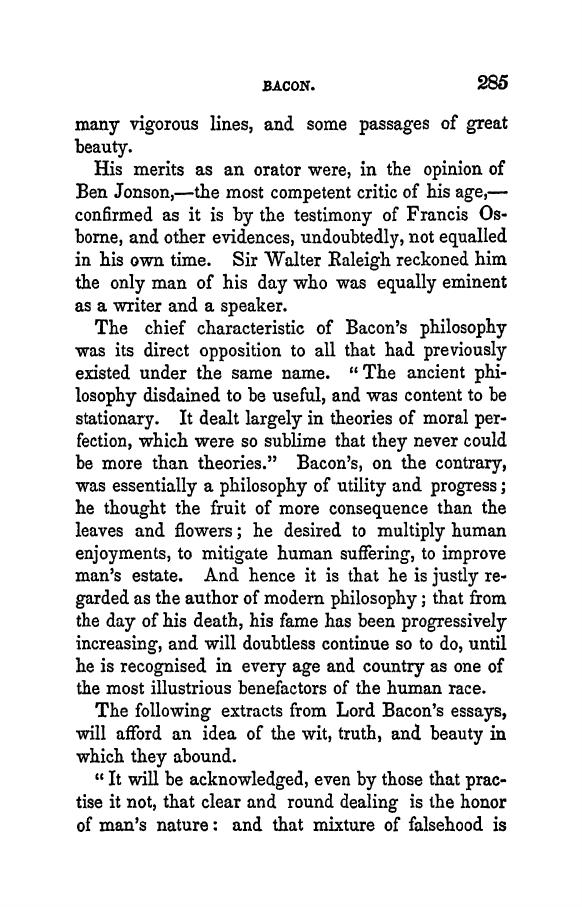 BACON. 285
many vigorous lines, and some passages of great
beauty.
His merits as an orator were, in the opinion of
Ben Jonson,—the most competent critic of his age,—
confirmed as it is by the testimony of Francis Os-
borne, and other evidences, undoubtedly, not equalled
in his own time. Sir Walter Raleigh reckoned him
the only man of his day who was equally eminent
as a writer and a speaker.
The chief characteristic of Bacon's philosophy
was its direct opposition to all that had previously
existed under the same name. "The ancient phi-
losophy disdained to be useful, and was content to be
stationary. It dealt largely in theories of moral per-
fection, which were so sublime that they never could
be more than theories." Bacon's, on the contrary,
was essentially a philosophy of utility and progress;
he thought the fruit of more consequence than the
leaves and flowers; he desired to multiply human
enjoyments, to mitigate human suffering, to improve
man's estate. And hence it is that he is justly re-
garded as the author of modern philosophy; that from
the day of his death, his fame has been progressively
increasing, and will doubtless continue so to do, until
he is recognised in every age and country as one of
the most illustrious benefactors of the human race.
The following extracts from Lord Bacon's essays,
will afford an idea of the wit, truth, and beauty in
which they abound.
"It will be acknowledged, even by those that prac-
tise it not, that clear and round dealing is the honor
of man's nature: and that mixture of falsehood is